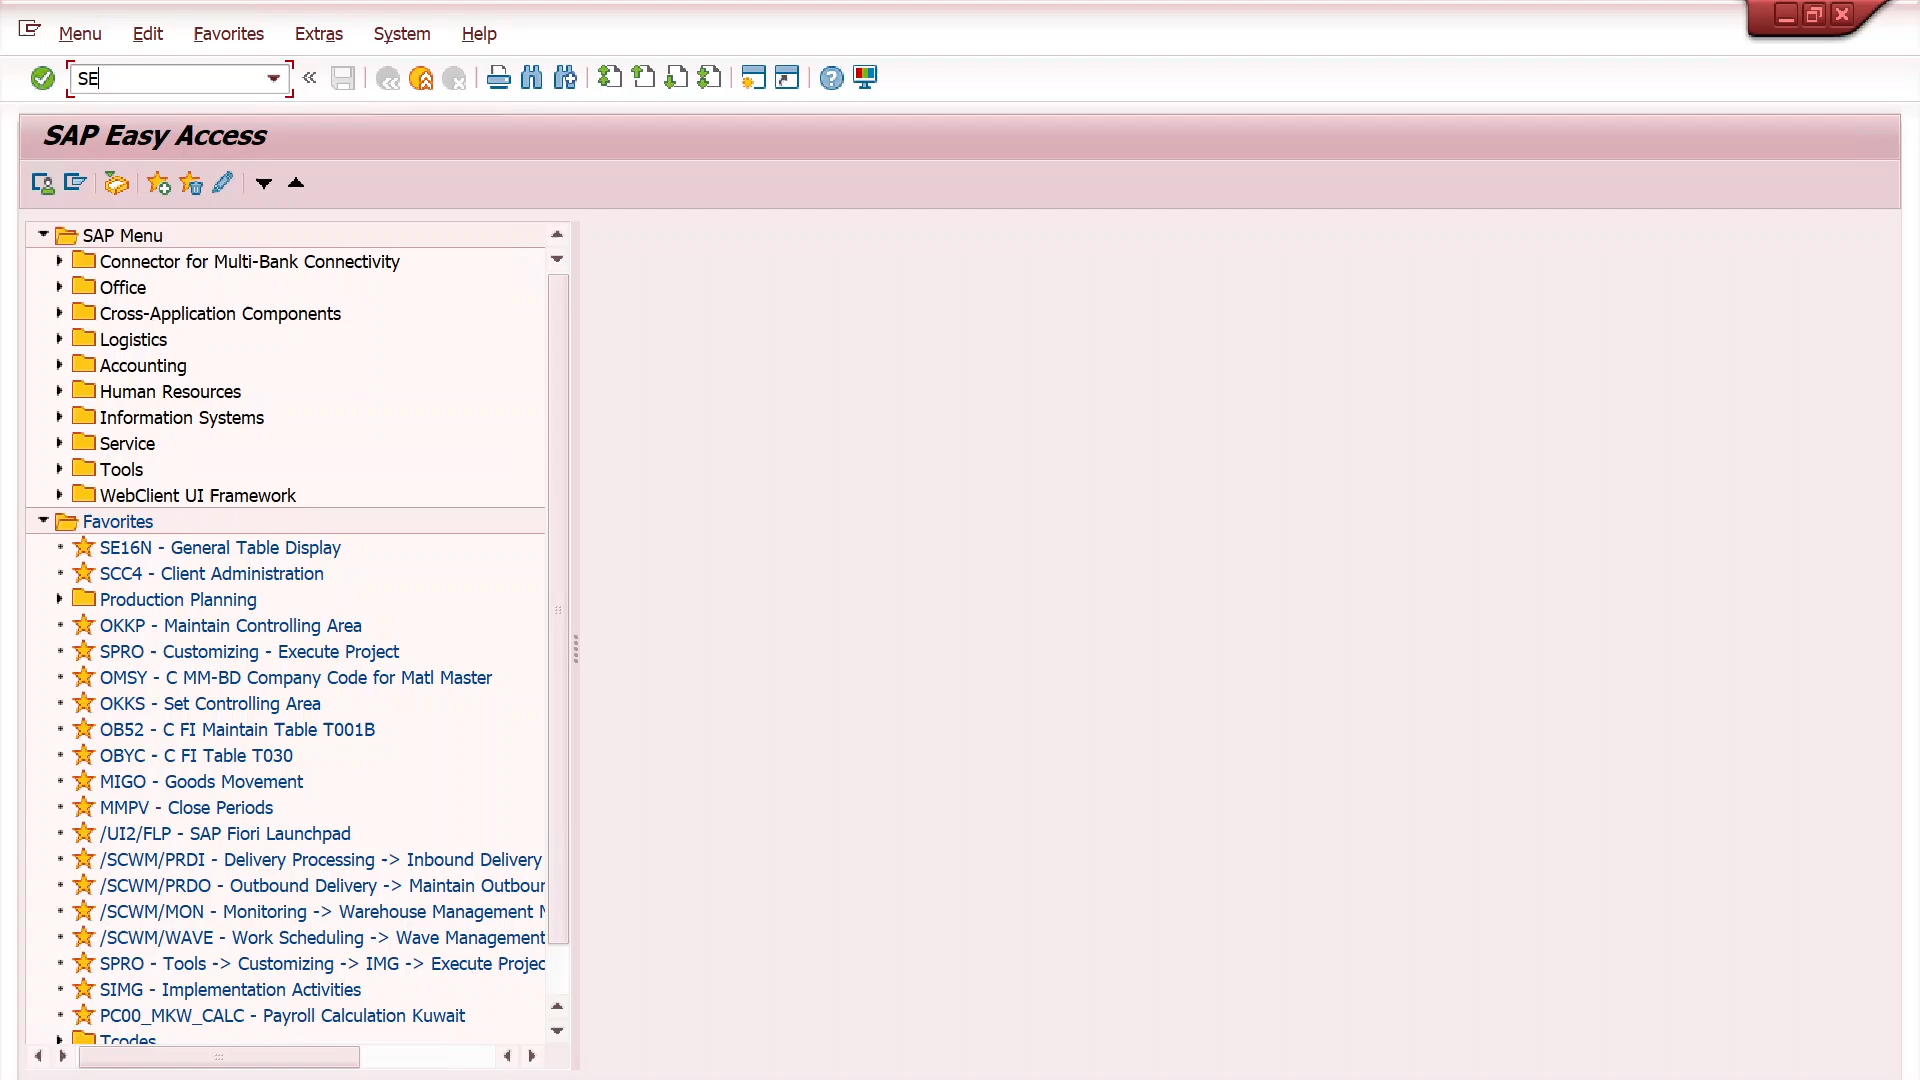 Menu Edit Favorites Extras System Help
SE
SAP Easy Access
SAP Menu
Connector for Multi-Bank Connectivity
Office
Cross-Application Components
Logistics
Accounting
Human Resources
Information Systems
Service
Tools
WebClient UI Framework
Favorites
SE16N - General Table Display
SCC4 - Client Administration
Production Planning
OKKP - Maintain Controlling Area
SPRO - Customizing - Execute Project
OMSY - C MM-BD Company Code for Matl Master
OKKS - Set Controlling Area
OB52 - C FI Maintain Table T001B
OBYC - C FI Table T030
MIGO - Goods Movement
MMPV - Close Periods
/UI2/FLP - SAP Fiori Launchpad
/SCWM/PRDI - Delivery Processing -> Inbound Delivery
/SCWM/PRDO - Outbound Delivery -> Maintain Outbour
/SCWM/MON - Monitoring -> Warehouse Management
/SCWM/WAVE - Work Scheduling -> Wave Management
SPRO - Tools -> Customizing -> IMG -> Execute Projec
SIMG - Implementation Activities
PC00_MKW_CALC - Payroll Calculation Kuwait
Tcodes